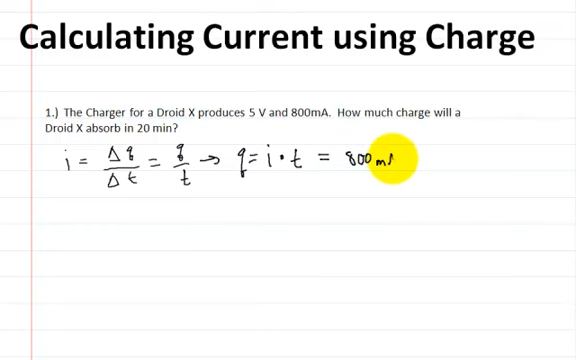 Calculating Current using Charge
1.) The Charger for a Droid X produces 5 V and 800mA. How much charge will a
Droid X absorb in 20 min?
i = Δq/Δt = q/t → q = i • t = 800 m